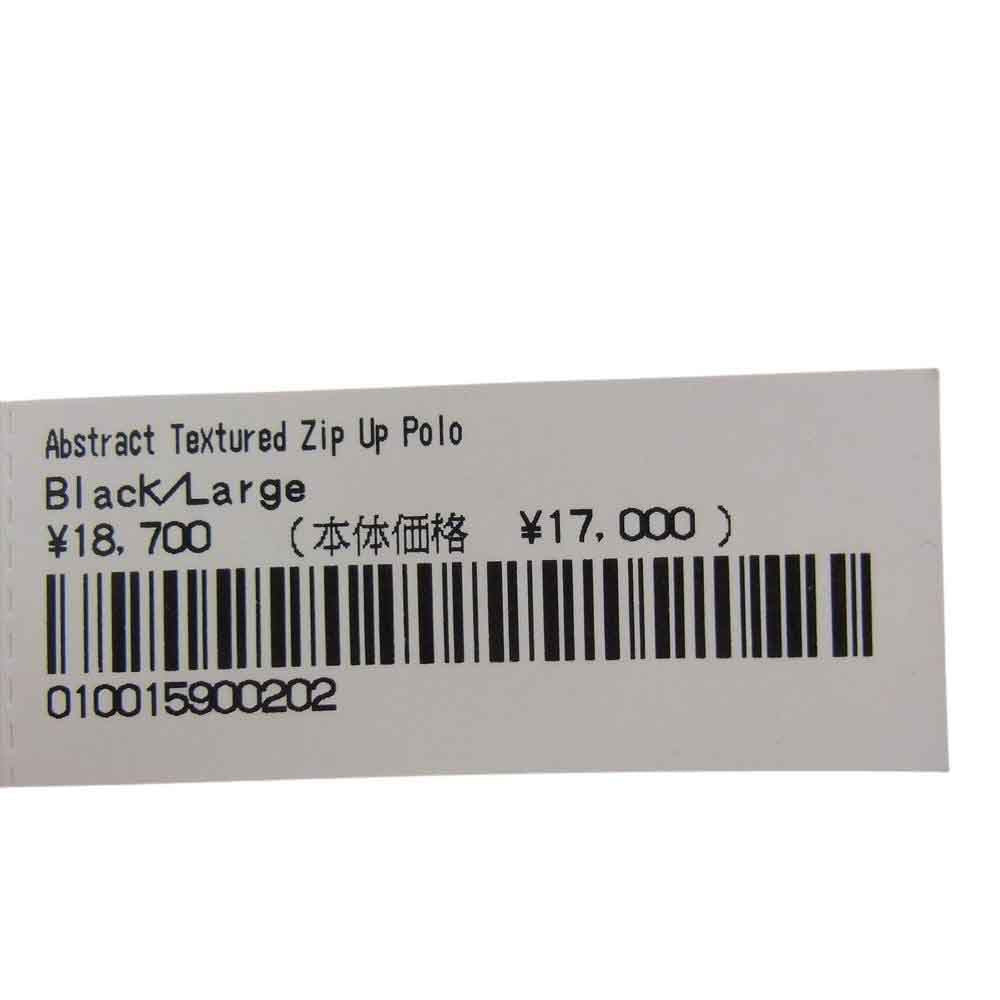 Abstract Textured Zip Up Polo
Black/Large
¥18,700 (本体価格 ¥17,000)
010015900202